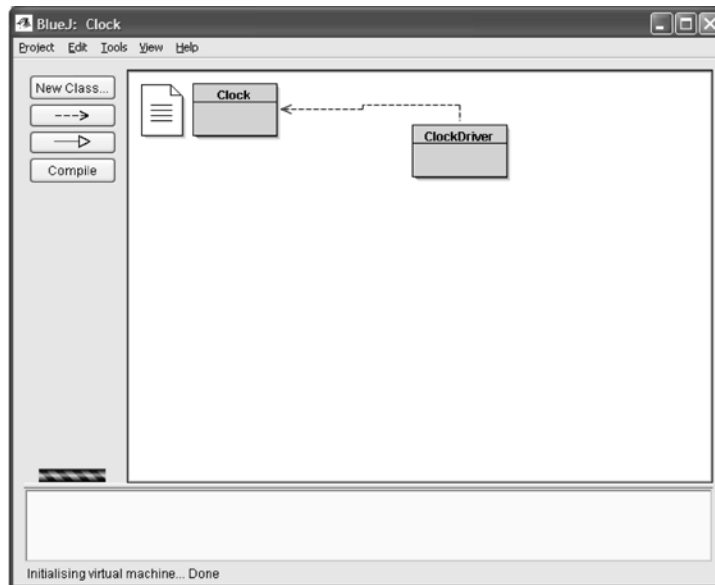 BlueJ: Clock
Project Edit Tools View Help
New Class...
Compile
Clock
ClockDriver
Initialising virtual machine... Done